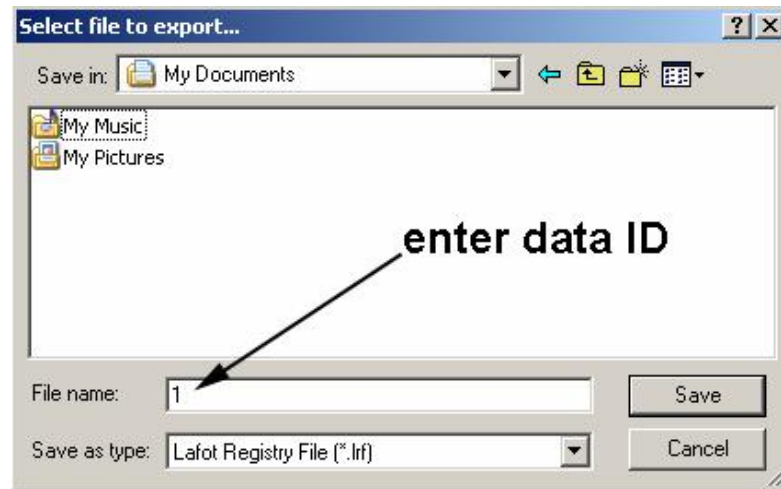 Select file to export...
Save in: My Documents
My Music
My Pictures
enter data ID
File name: 1 Save
Save as type: Lafot Registry File (*.lrf) Cancel